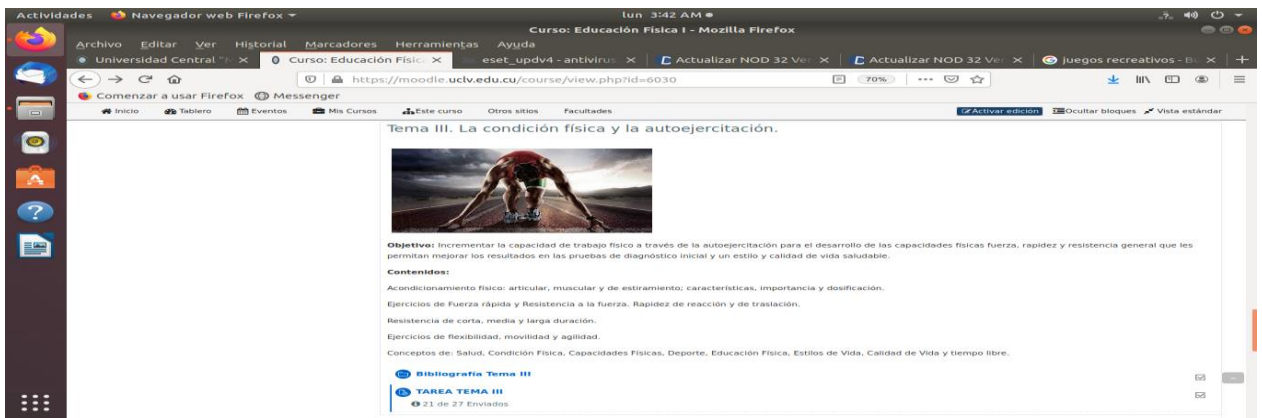 Actividades Navegador web Firefox lun 3:42 AM
Curso: Educación Física I - Mozilla Firefox
Archivo Editar Ver Historial Marcadores Herramientas Ayuda
Universidad Central Curso: Educación Físic eset_updv4 - antivirus Actualizar NOD 32 Ver Actualizar NOD 32 Ver juegos recreativos
https://moodle.uclv.edu.cu/course/view.php?id=6030 70%
Comenzar a usar Firefox Messenger
Inicio Tablero Eventos Mis Cursos Este curso Otros sitios Facultades Activar edición Ocultar bloques Vista estándar
Tema III. La condición física y la autoejercitación.
Objetivo: Incrementar la capacidad de trabajo físico a través de la autoejercitación para el desarrollo de las capacidades físicas fuerza, rapidez y resistencia general que les
permitan mejorar los resultados en las pruebas de diagnóstico inicial y un estilo y calidad de vida saludable.
Contenidos:
Acondicionamiento físico: articular, muscular y de estiramiento; características, importancia y dosificación.
Ejercicios de Fuerza rápida y Resistencia a la fuerza. Rapidez de reacción y de traslación.
Resistencia de corta, media y larga duración.
Ejercicios de flexibilidad, movilidad y agilidad.
Conceptos de: Salud, Condición Física, Capacidades Físicas, Deporte, Educación Física, Estilos de Vida, Calidad de Vida y tiempo libre.
Bibliografía Tema III
TAREA TEMA III
21 de 27 Enviados